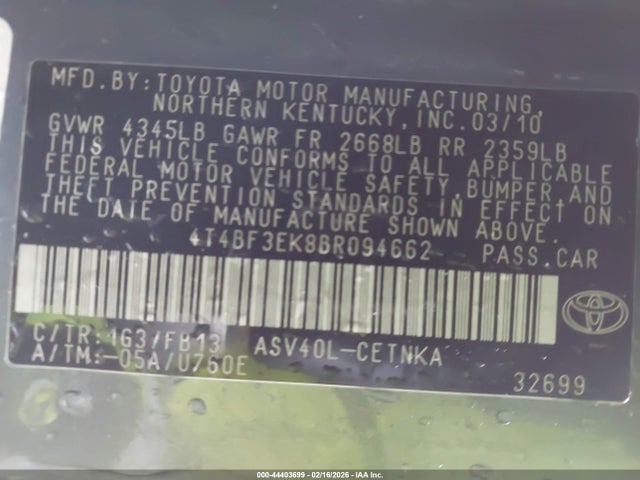 MFD. BY: TOYOTA MOTOR MANUFACTURING,
NORTHERN KENTUCKY, INC. 03/10
GVWR 4345LB GAWR FR 2668LB RR 2359LB
THIS VEHICLE CONFORMS TO ALL APPLICABLE
FEDERAL MOTOR VEHICLE SAFETY, BUMPER AND
THEFT PREVENTION STANDARDS IN EFFECT ON
THE DATE OF MANUFACTURE SHOWN ABOVE.
4T4BF3EK8BR094662 PASS.CAR
C/TR: 1G3/FB13 ASV40L-CETNKA
A/TM: -05A/U760E
32699
000-44403699 - 02/16/2026 - IAA Inc.